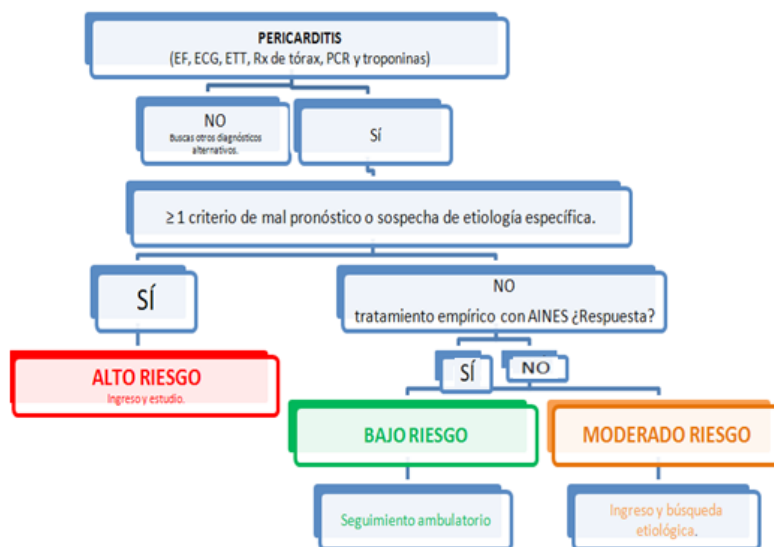 PERICARDITIS
(EF, ECG, ETT, Rx de tórax, PCR y troponinas)
NO
Buscas otros diagnósticos
alternativos.
Sí
≥ 1 criterio de mal pronóstico o sospecha de etiología específica.
SÍ
NO
tratamiento empírico con AINES ¿Respuesta?
SÍ
NO
ALTO RIESGO
Ingreso y estudio.
BAJO RIESGO
MODERADO RIESGO
Seguimiento ambulatorio
Ingreso y búsqueda
etiológica.